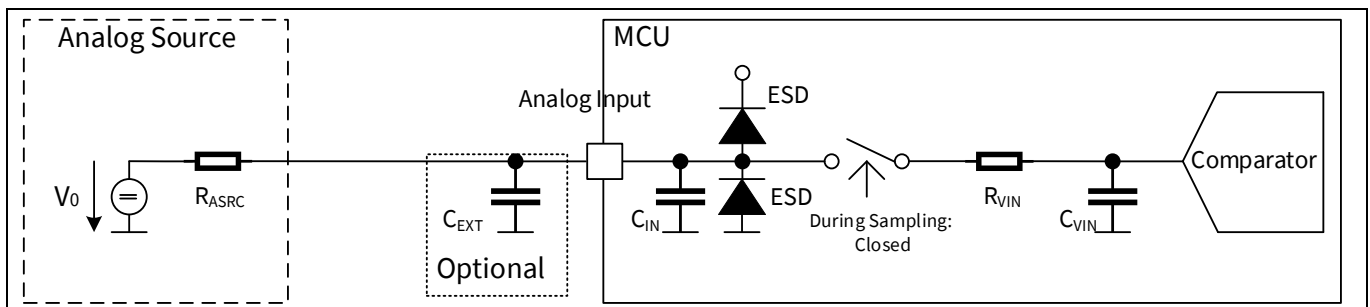 Analog Source
MCU
Analog Input
ESD
V0
RASRC
CEXT
Optional
CIN
ESD
During Sampling:
Closed
RVIN
CVIN
Comparator